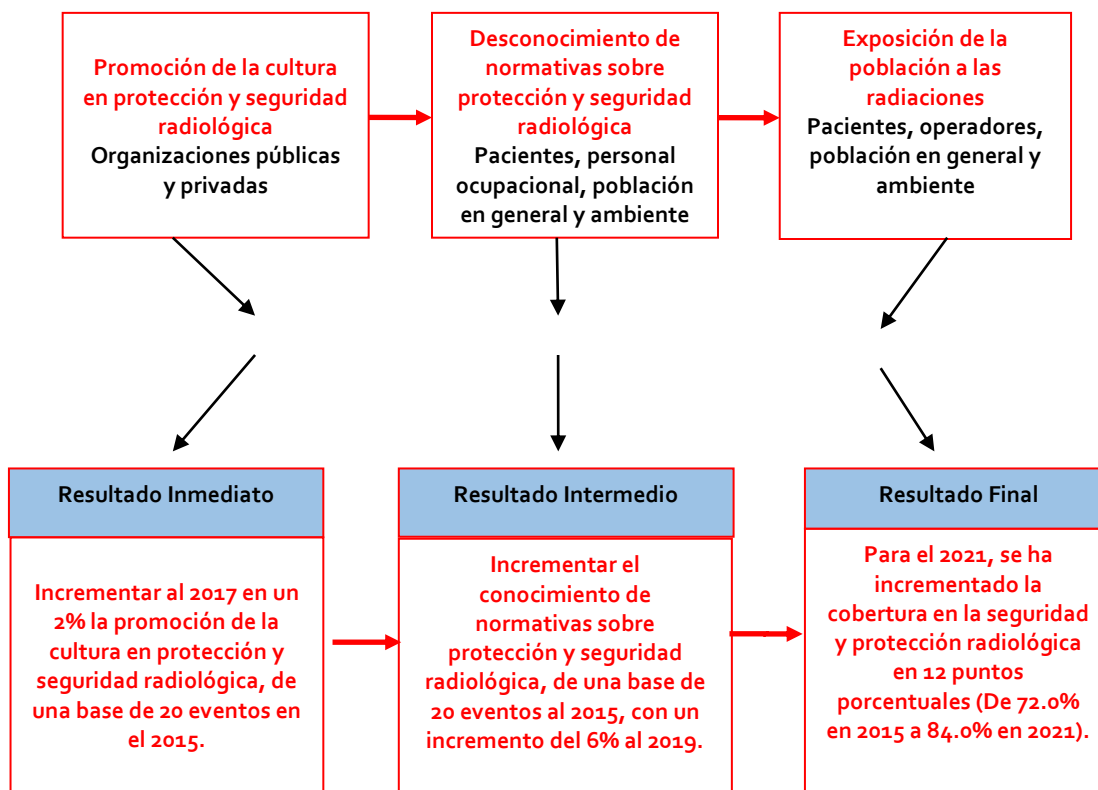 Promoción de la cultura
en protección y seguridad
radiológica
Organizaciones públicas
y privadas
Desconocimiento de
normativas sobre
protección y seguridad
radiológica
Pacientes, personal
ocupacional, población
en general y ambiente
Exposición de la
población a las
radiaciones
Pacientes, operadores,
población en general y
ambiente
Resultado Inmediato
Incrementar al 2017 en un
2% la promoción de la
cultura en protección y
seguridad radiológica, de
una base de 20 eventos en
el 2015.
Resultado Intermedio
Incrementar el
conocimiento de
normativas sobre
protección y seguridad
radiológica, de una base de
20 eventos al 2015, con un
incremento del 6% al 2019.
Resultado Final
Para el 2021, se ha
incrementado la
cobertura en la seguridad
y protección radiológica
en 12 puntos
porcentuales (De 72.0%
en 2015 a 84.0% en 2021).